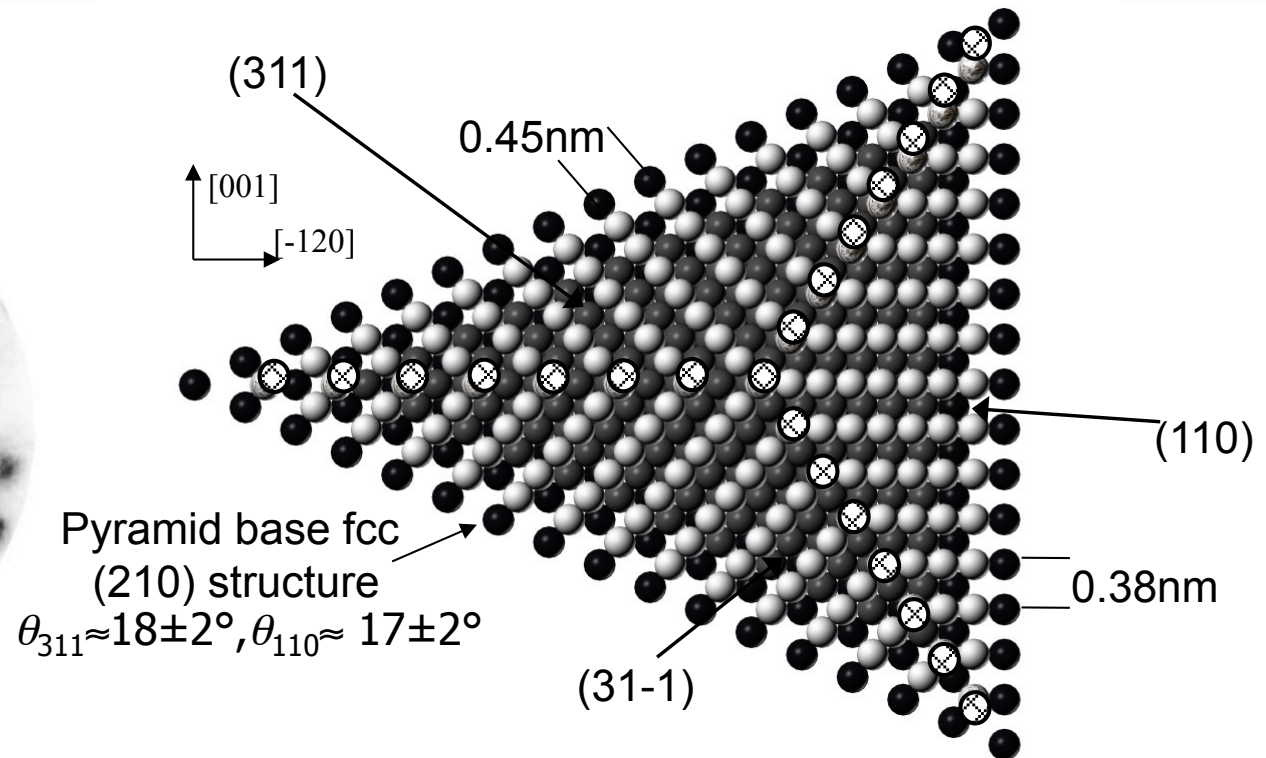 (311)
0.45nm
[001]
[-120]
(110)
Pyramid base fcc
(210) structure
θ311≈18±2°,θ110≈ 17±2°
0.38nm
(31-1)